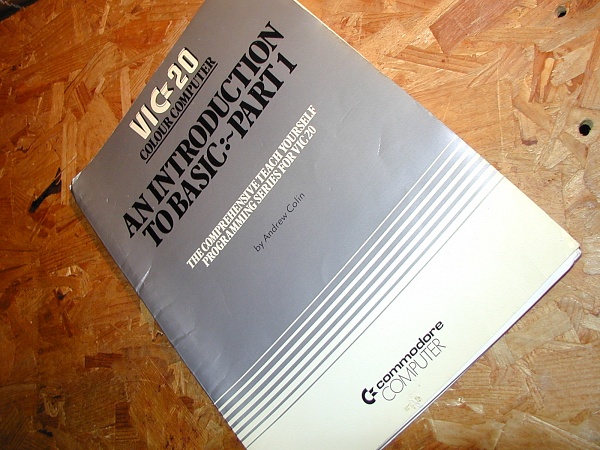 VIC 20
COLOUR COMPUTER
AN INTRODUCTION
TO BASIC:~PART 1
THE COMPREHENSIVE TEACH YOURSELF
PROGRAMMING SERIES FOR VIC 20
by Andrew Colin
commodore
COMPUTER